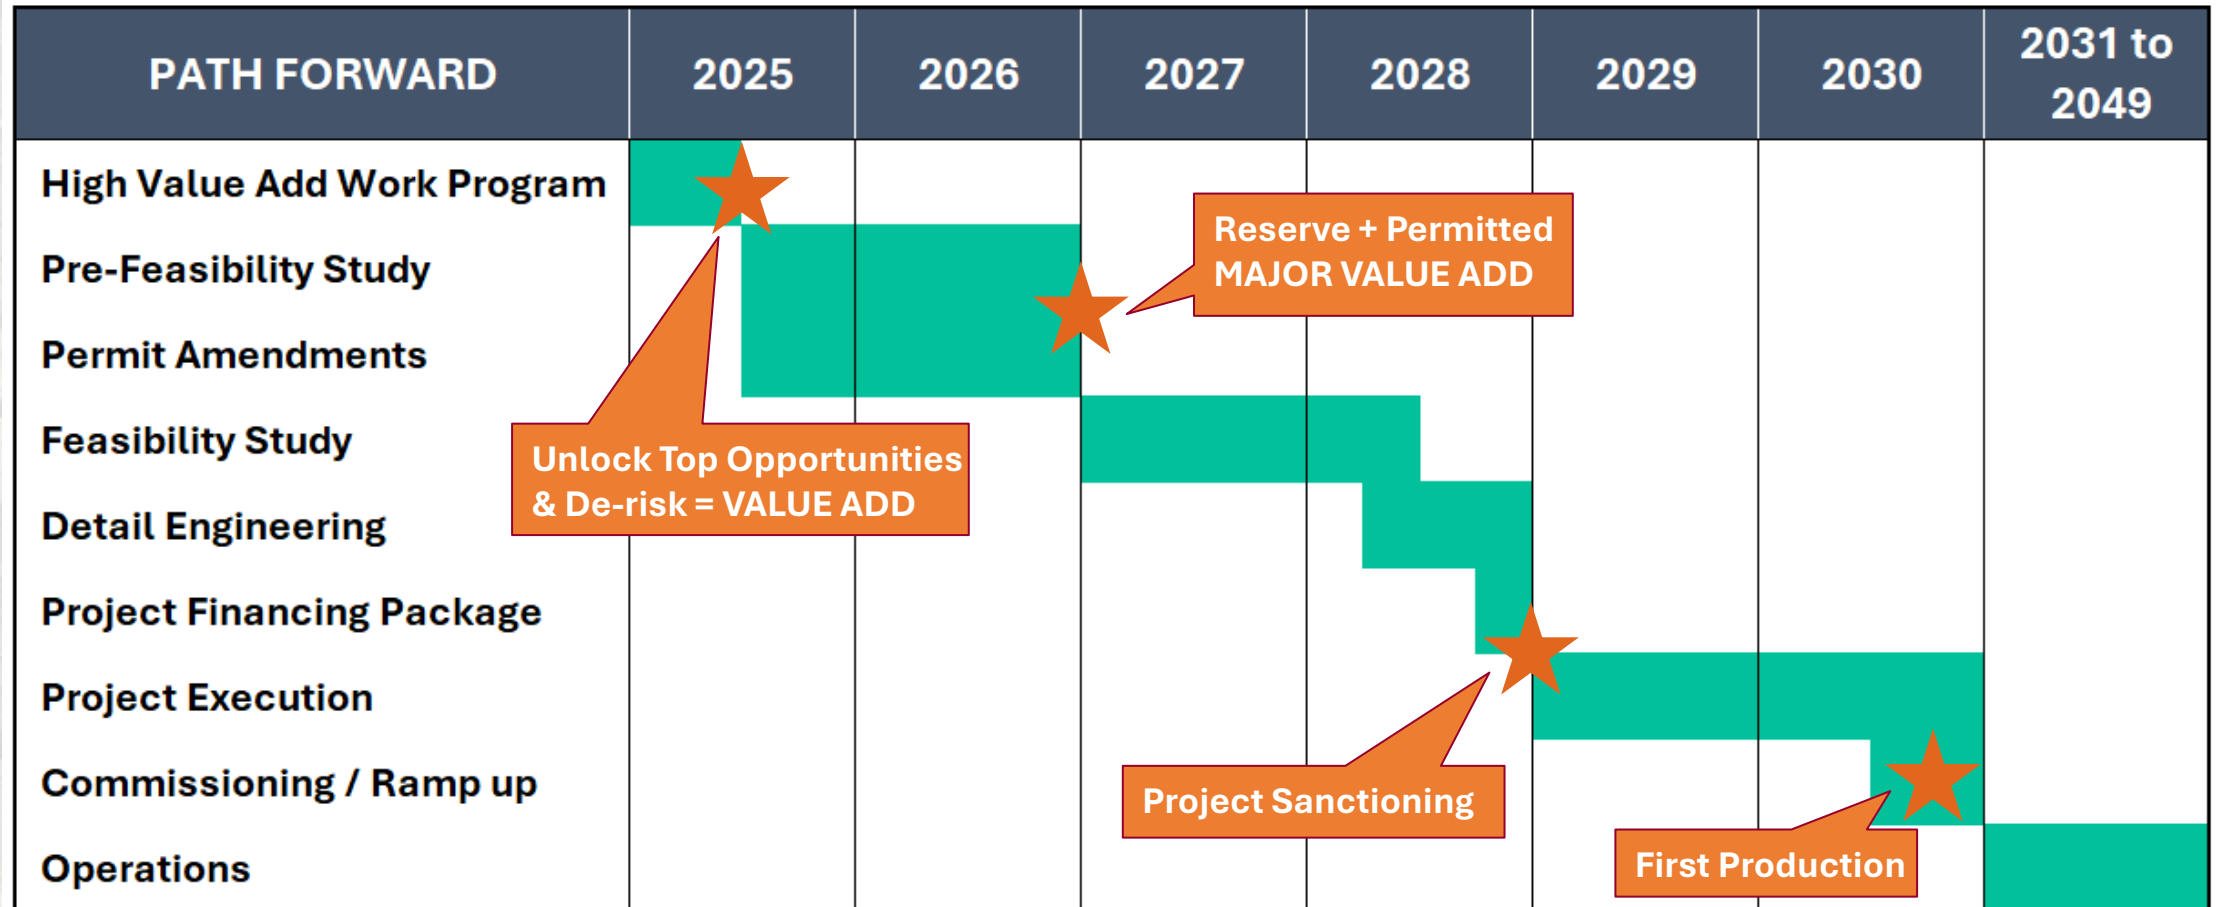 PATH FORWARD
2025
2026
2027
2028
2029
2030
2031 to
2049
High Value Add Work Program
Pre-Feasibility Study
Reserve + Permitted
MAJOR VALUE ADD
Permit Amendments
Feasibility Study
Unlock Top Opportunities
& De-risk = VALUE ADD
Detail Engineering
Project Financing Package
Project Execution
Commissioning / Ramp up
Project Sanctioning
Operations
First Production